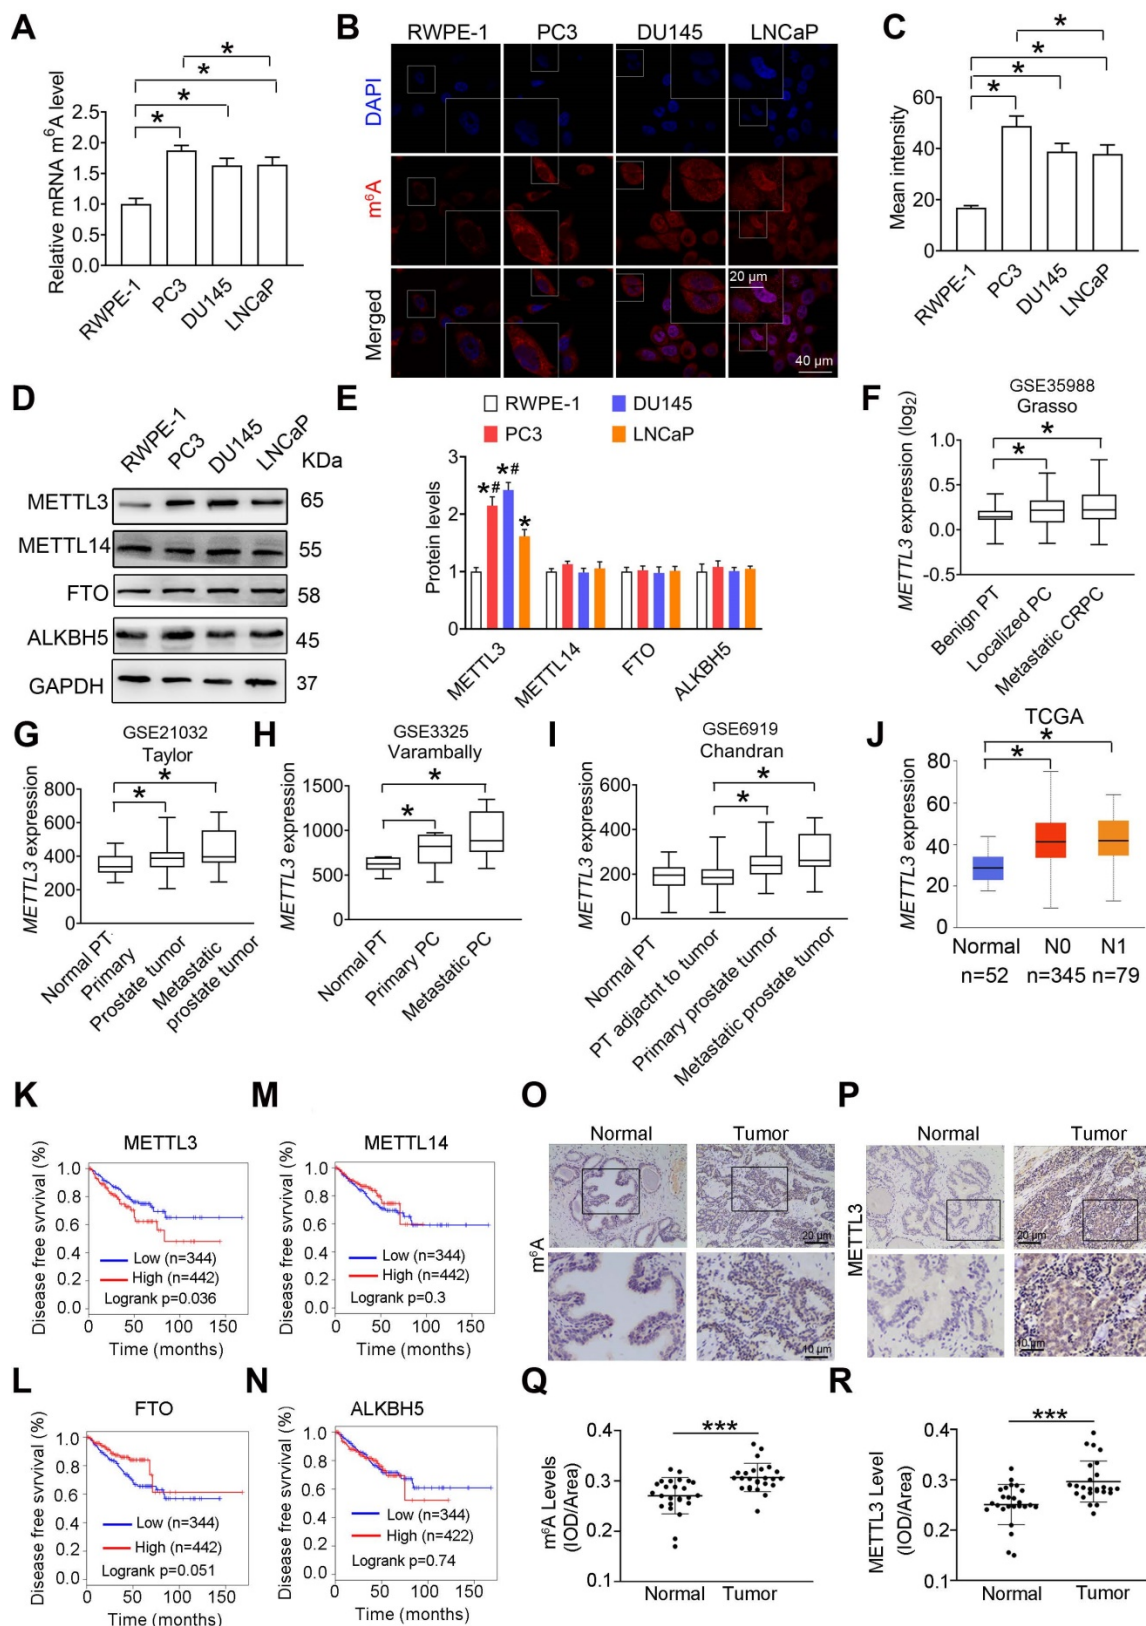 A
Relative mRNA m⁶A level
2.5
2.0
1.5
1.0
0.5
0.0
* * * *
RWPE-1
PC3
DU145
LNCaP
B
RWPE-1 PC3 DU145 LNCaP
DAPI
m⁶A
Merged
20 µm
40 µm
C
Mean intensity
60
40
20
0
* * * *
RWPE-1
PC3
DU145
LNCaP
D
RWPE-1
PC3
DU145
LNCaP
KDa
METTL3 65
METTL14 55
FTO 58
ALKBH5 45
GAPDH 37
E
RWPE-1 DU145
PC3 LNCaP
Protein levels
3
2
1
0
*# *# *
METTL3
METTL14
FTO
ALKBH5
F
GSE35988
Grasso
METTL3 expression (log₂)
1.0
0.5
0.0
-0.5
* *
Benign PT
Localized PC
Metastatic CRPC
G
GSE21032
Taylor
METTL3 expression
800
600
400
200
0
* *
Normal PT
Primary
Prostate tumor
Metastatic
prostate tumor
H
GSE3325
Varambally
METTL3 expression
1500
1000
500
0
* *
Normal PT
Primary PC
Metastatic PC
I
GSE6919
Chandran
METTL3 expression
600
400
200
0
* *
Normal PT
PT adjactnt to tumor
Primary prostate tumor
Metastatic prostate tumor
J
TCGA
METTL3 expression
80
60
40
20
0
* *
Normal N0 N1
n=52 n=345 n=79
K
METTL3
Disease free svrvival (%)
1.0
0.8
0.6
0.4
0.2
0.0
Low (n=344)
High (n=442)
Logrank p=0.036
0 50 100 150
Time (months)
M
METTL14
Disease free svrvival (%)
1.0
0.8
0.6
0.4
0.2
0.0
Low (n=344)
High (n=442)
Logrank p=0.3
0 50 100 150
Time (months)
O
Normal Tumor
m⁶A
20 µm
10 µm
P
Normal Tumor
METTL3
20 µm
10 µm
L
FTO
Disease free svrvival (%)
1.0
0.8
0.6
0.4
0.2
0.0
Low (n=344)
High (n=442)
Logrank p=0.051
0 50 100 150
Time (months)
N
ALKBH5
Disease free svrvival (%)
1.0
0.8
0.6
0.4
0.2
0.0
Low (n=344)
High (n=422)
Logrank p=0.74
0 50 100 150
Time (months)
Q
m⁶A Levels
(IOD/Area)
0.4
0.3
0.2
0.1
***
Normal Tumor
R
METTL3 Level
(IOD/Area)
0.4
0.3
0.2
0.1
***
Normal Tumor